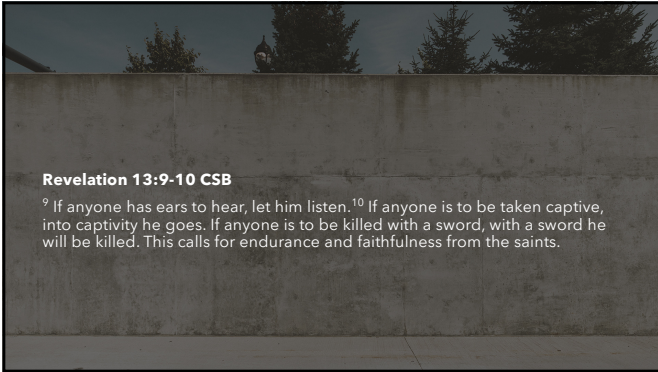 Revelation 13:9-10 CSB
⁹ If anyone has ears to hear, let him listen.¹⁰ If anyone is to be taken captive,
into captivity he goes. If anyone is to be killed with a sword, with a sword he
will be killed. This calls for endurance and faithfulness from the saints.